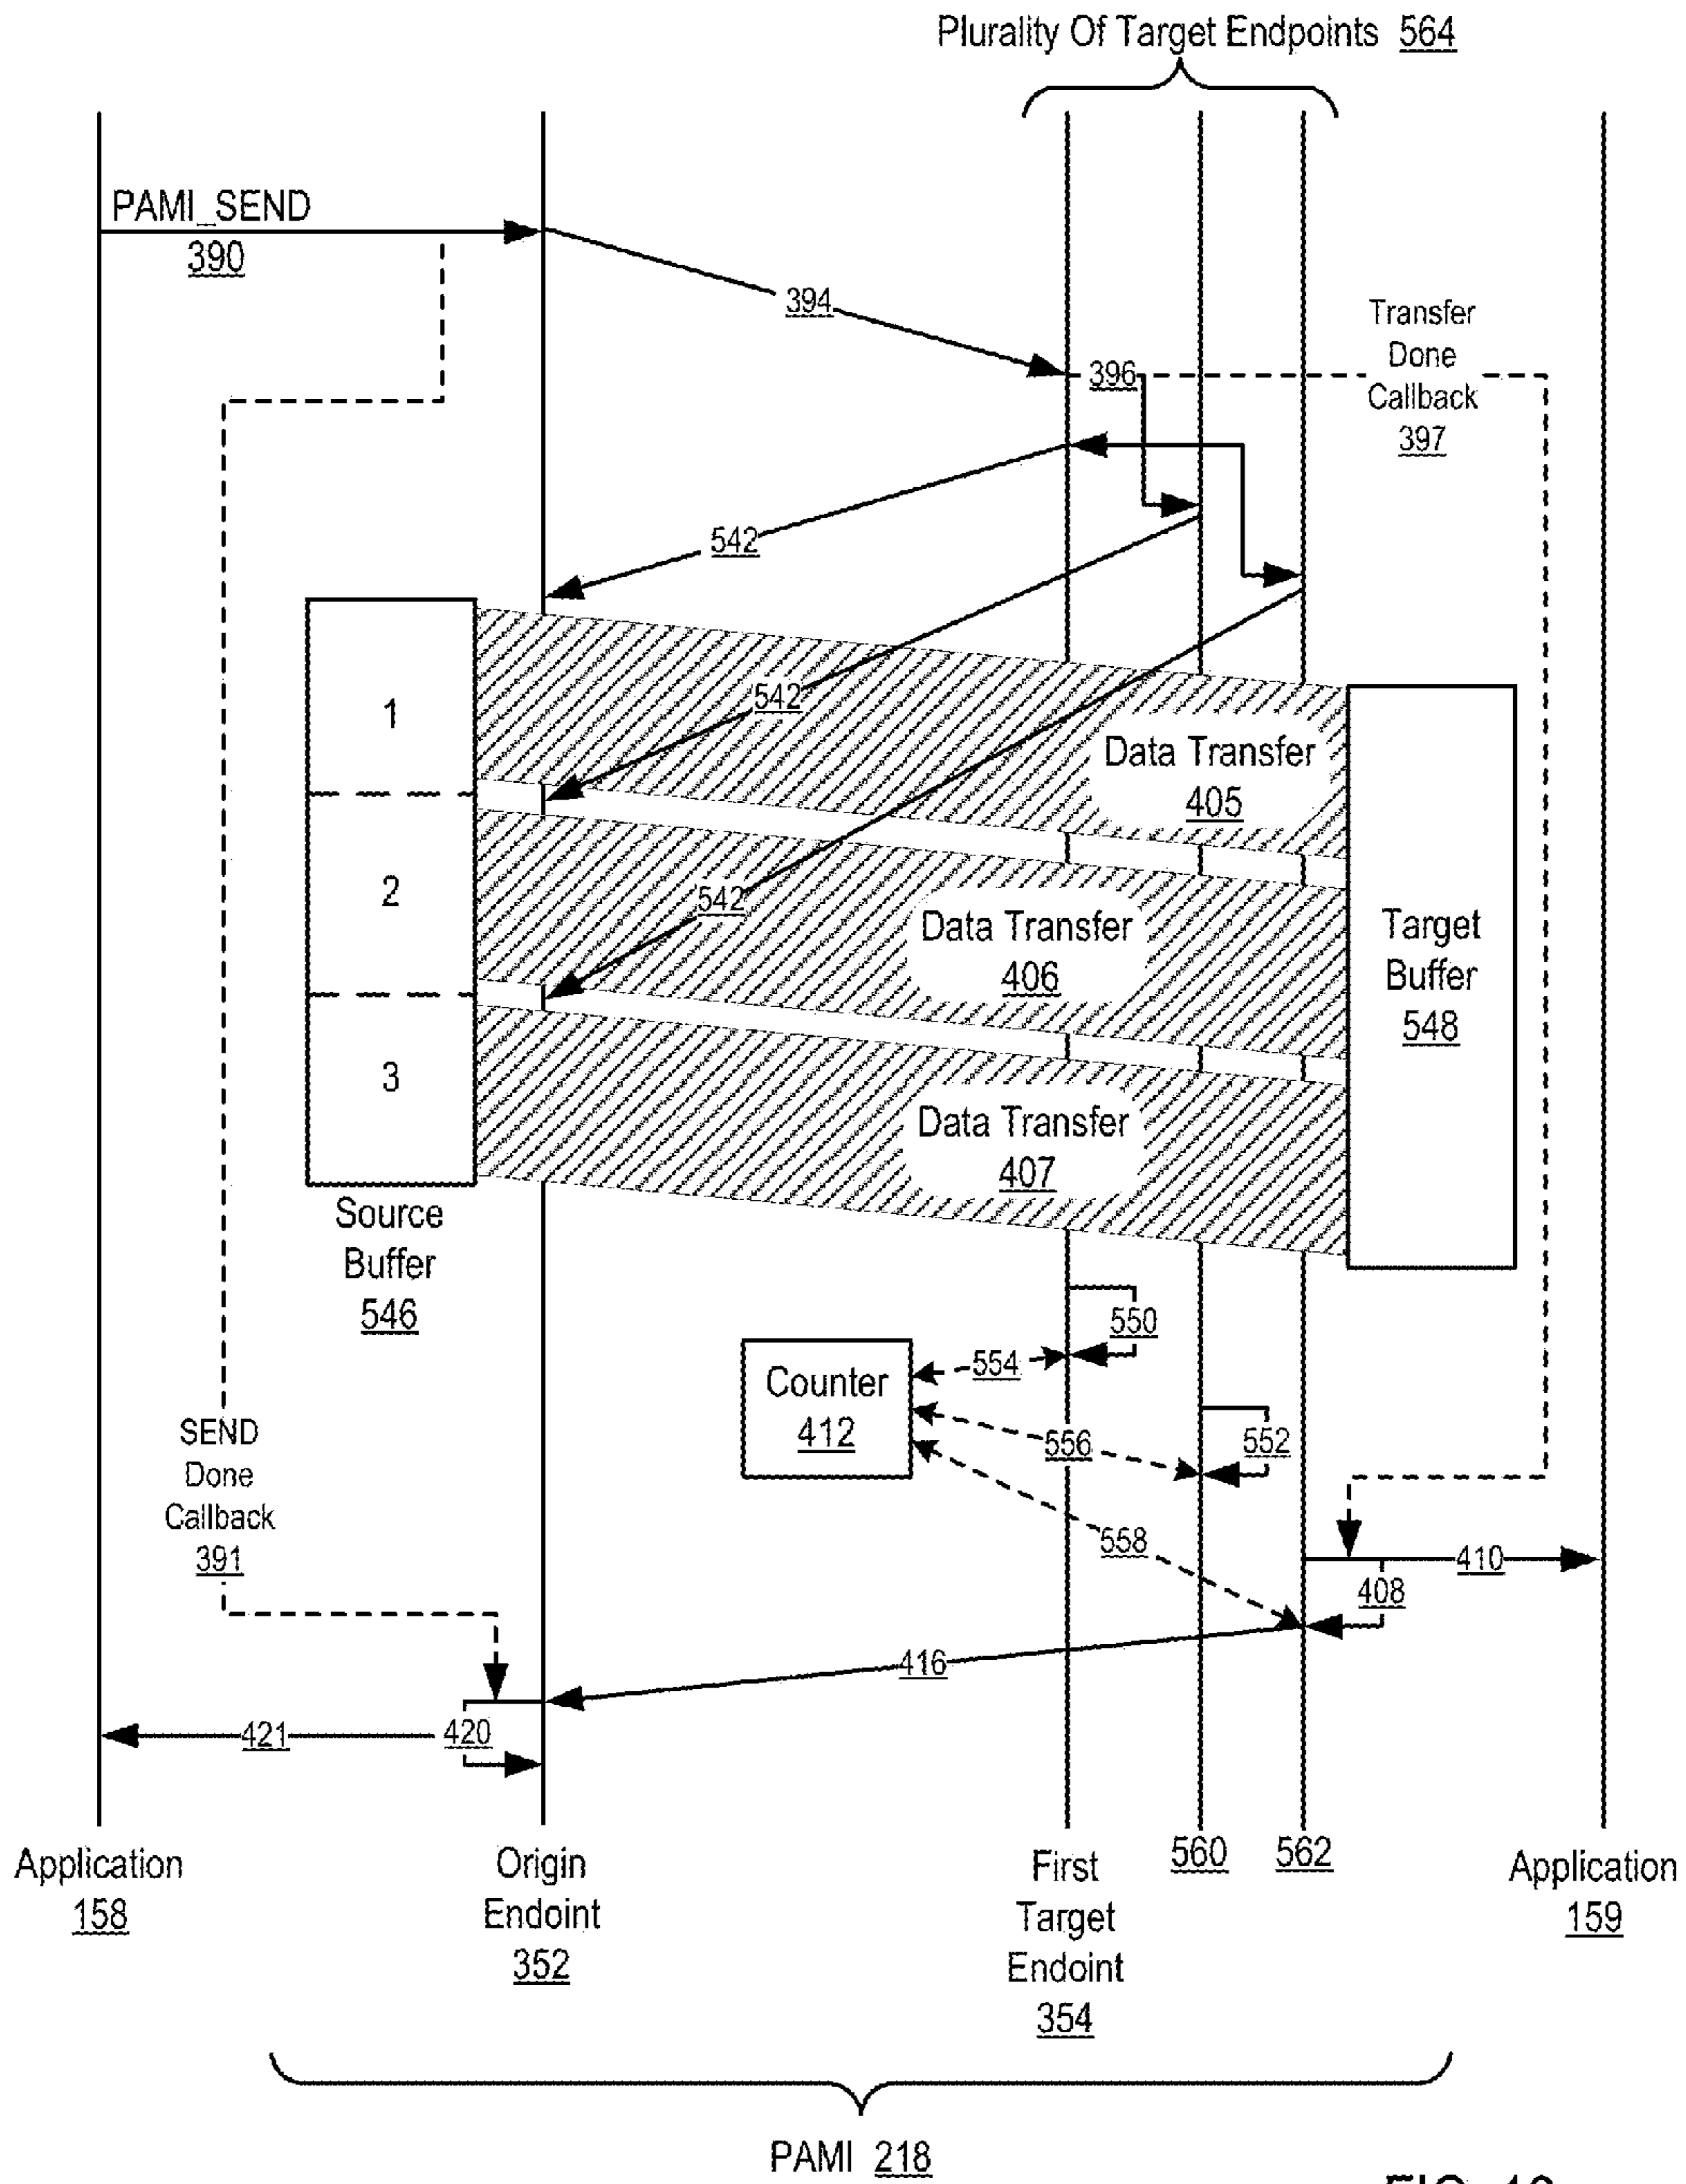 Plurality Of Target Endpoints 564
PAMI_SEND
390
394
Transfer
Done
Callback
397
396
542
542
542
1
2
3
Data Transfer
405
Data Transfer
406
Data Transfer
407
Target
Buffer
548
Source
Buffer
546
550
554
Counter
412
556
552
558
SEND
Done
Callback
391
410
408
416
421
420
Application
158
Origin
Endoint
352
First
Target
Endoint
354
560
562
Application
159
PAMI 218